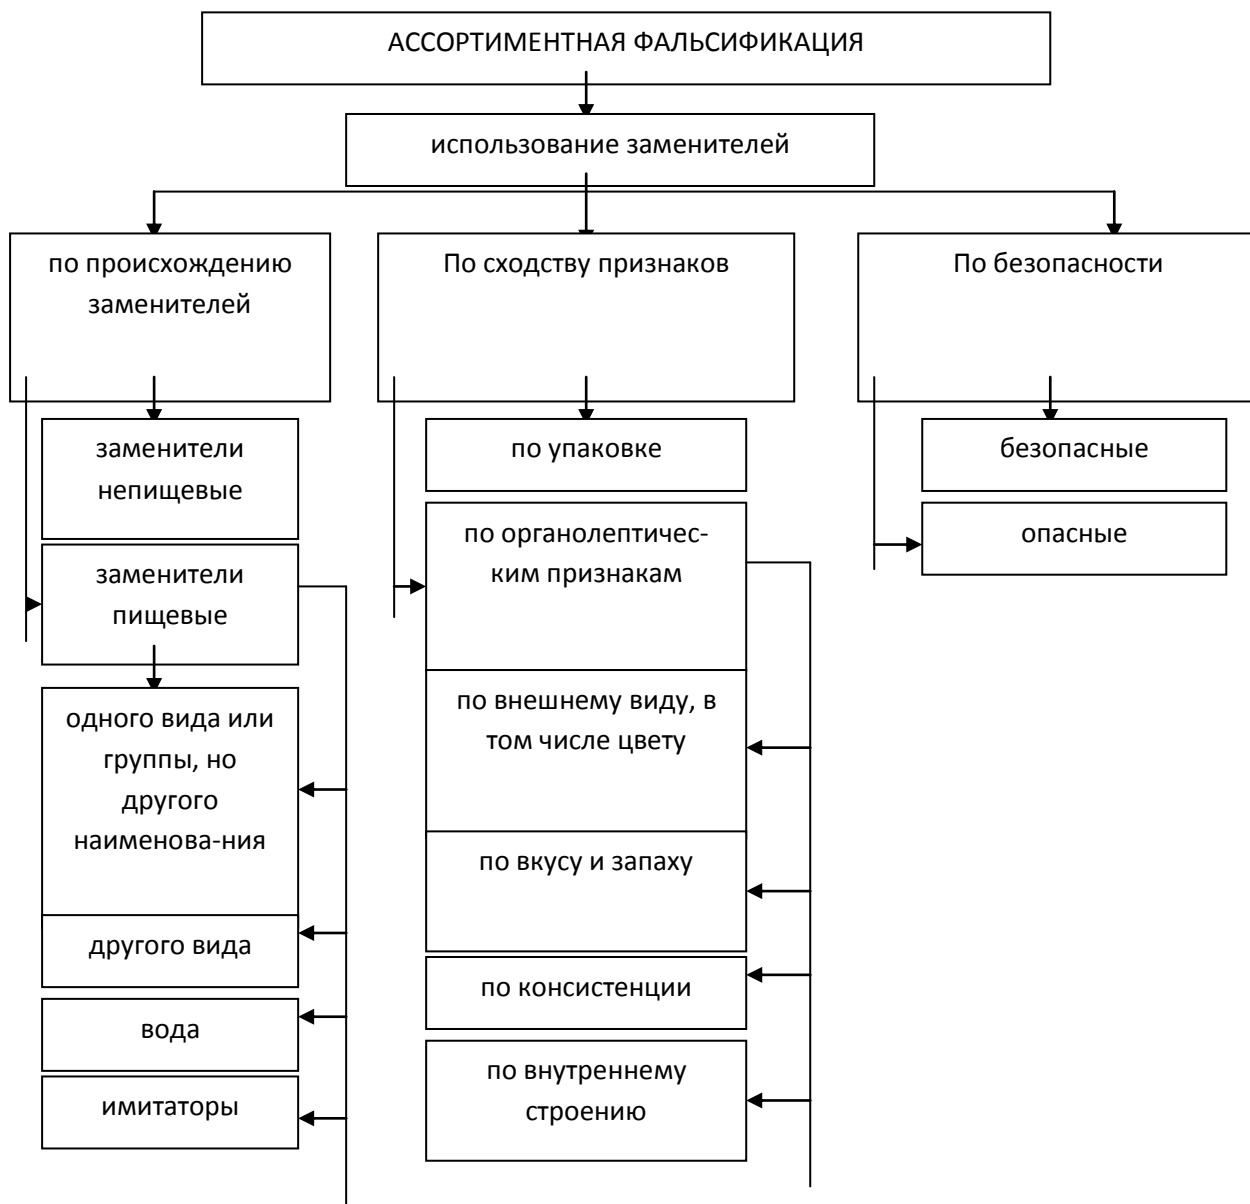 АССОРТИМЕНТНАЯ ФАЛЬСИФИКАЦИЯ
использование заменителей
по происхождению
заменителей
По сходству признаков
По безопасности
заменители
непищевые
заменители
пищевые
одного вида или
группы, но
другого
наименова-ния
другого вида
вода
имитаторы
по упаковке
по органолептичес-
ким признакам
по внешнему виду, в
том числе цвету
по вкусу и запаху
по консистенции
по внутреннему
строению
безопасные
опасные